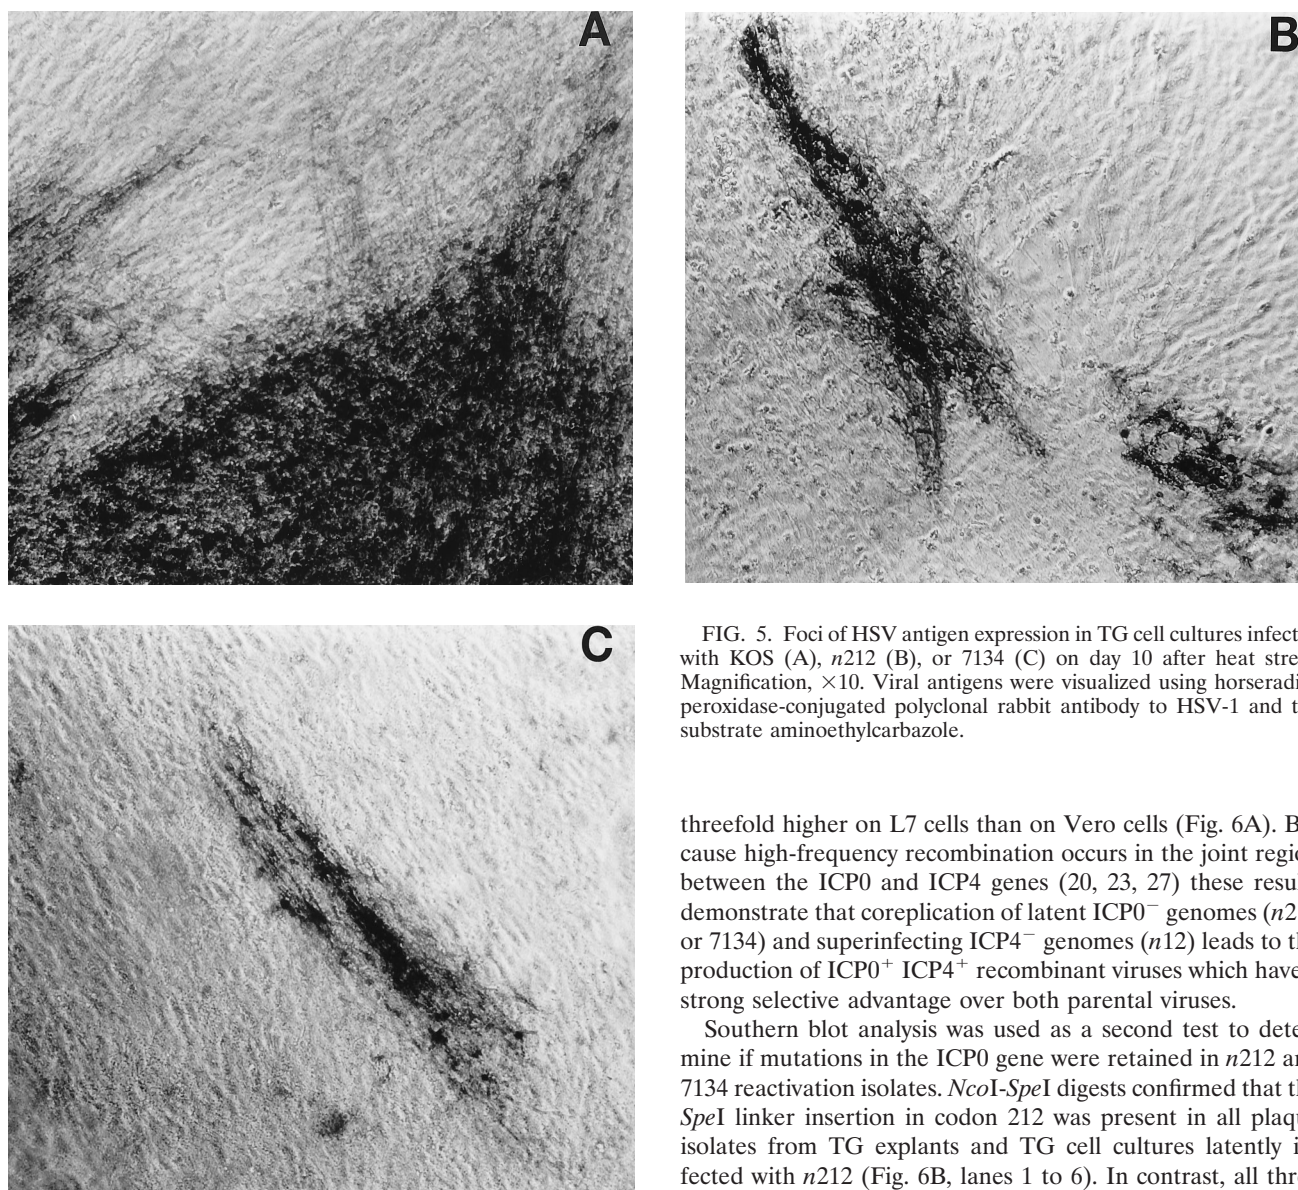 A
B
C
FIG. 5. Foci of HSV antigen expression in TG cell cultures infect
with KOS (A), n212 (B), or 7134 (C) on day 10 after heat stre
Magnification, ×10. Viral antigens were visualized using horseradi
peroxidase-conjugated polyclonal rabbit antibody to HSV-1 and t
substrate aminoethylcarbazole.
threefold higher on L7 cells than on Vero cells (Fig. 6A). B
cause high-frequency recombination occurs in the joint regio
between the ICP0 and ICP4 genes (20, 23, 27) these resul
demonstrate that coreplication of latent ICP0⁻ genomes (n2
or 7134) and superinfecting ICP4⁻ genomes (n12) leads to th
production of ICP0⁺ ICP4⁺ recombinant viruses which have
strong selective advantage over both parental viruses.
Southern blot analysis was used as a second test to dete
mine if mutations in the ICP0 gene were retained in n212 an
7134 reactivation isolates. NcoI-SpeI digests confirmed that th
SpeI linker insertion in codon 212 was present in all plaqu
isolates from TG explants and TG cell cultures latently i
fected with n212 (Fig. 6B, lanes 1 to 6). In contrast, all thr